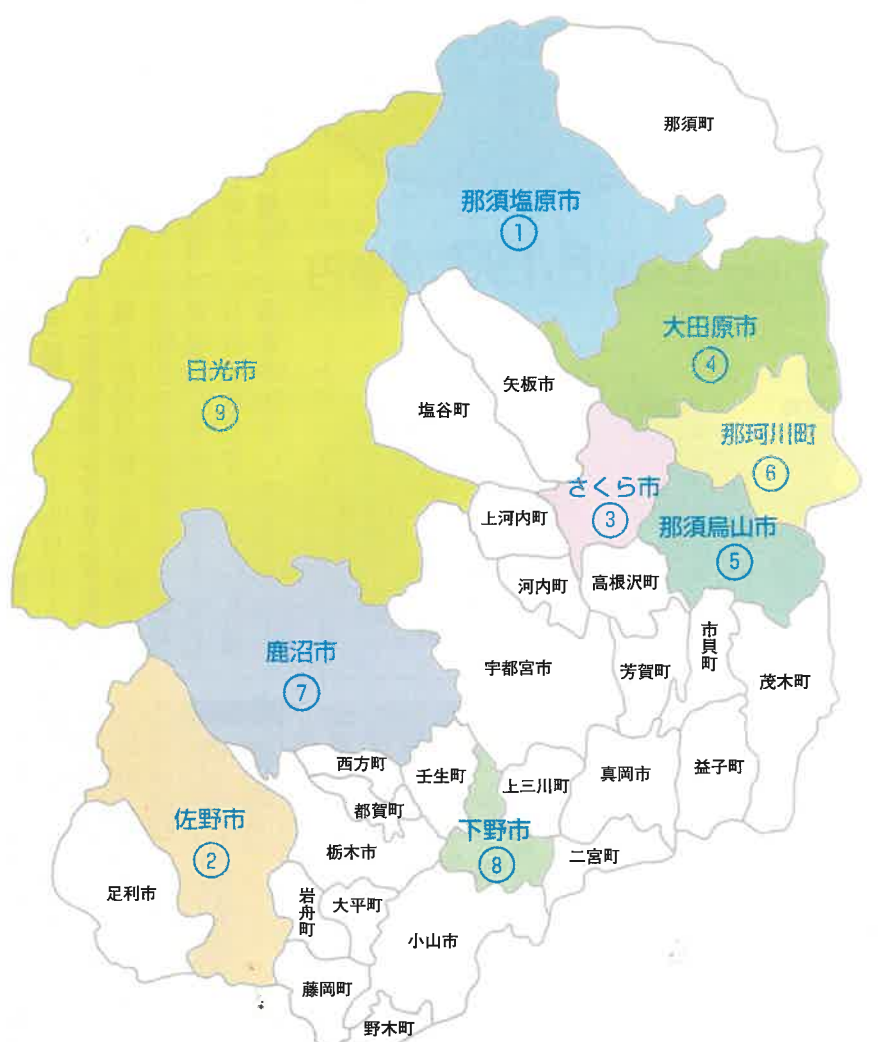 那須町
那須塩原市
①
大田原市
④
日光市
⑨
矢板市
塩谷町
那珂川町
⑥
さくら市
③
上河内町
那須烏山市
⑤
河内町
高根沢町
鹿沼市
⑦
宇都宮市
芳賀町
市貝町
茂木町
西方町
壬生町
上三川町
真岡市
益子町
都賀町
佐野市
②
下野市
⑧
栃木市
二宮町
足利市
岩舟町
大平町
小山市
藤岡町
野木町